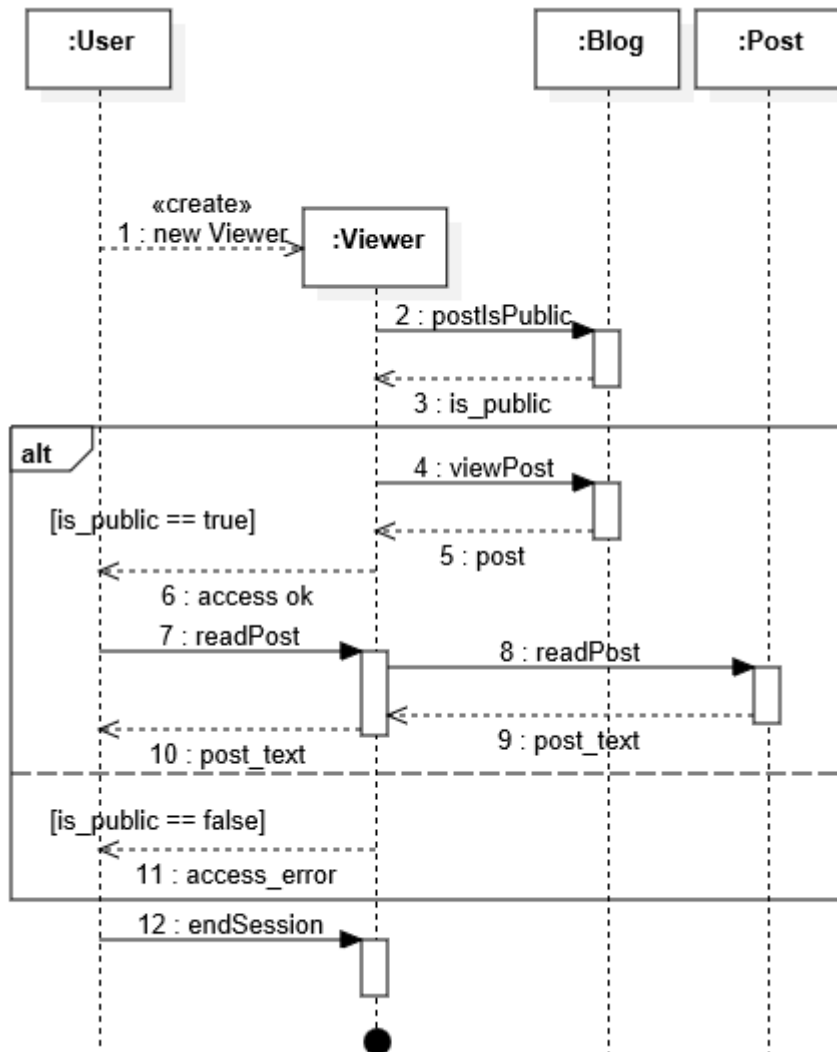 :User
:Blog
:Post
«create»
1 : new Viewer
:Viewer
2 : postIsPublic
3 : is_public
alt
4 : viewPost
[is_public == true]
5 : post
6 : access ok
7 : readPost
8 : readPost
9 : post_text
10 : post_text
[is_public == false]
11 : access_error
12 : endSession